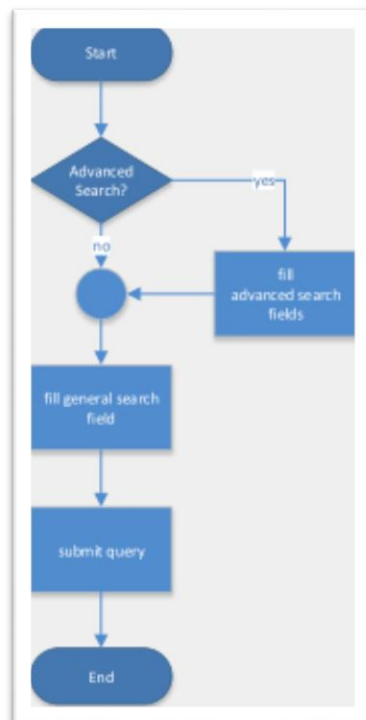 Start
Advanced
Search?
yes
no
fill
advanced search
fields
fill general search
field
submit query
End